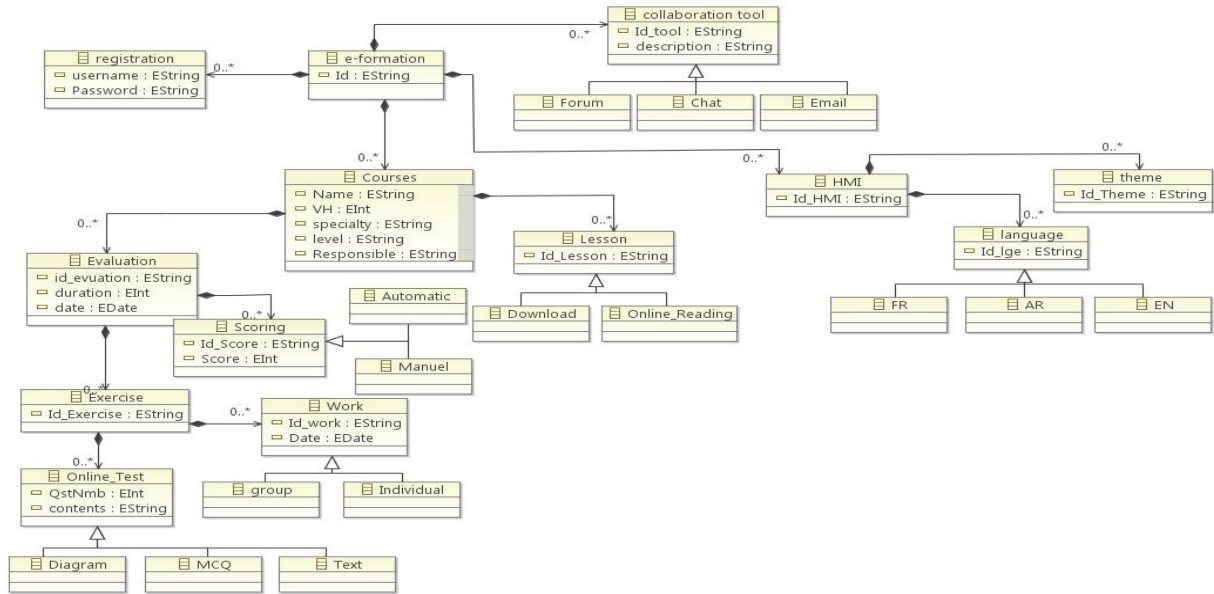 collaboration tool
Id_tool : EString
description : EString
0..*
registration
username : EString
Password : EString
0..*
e-formation
Id : EString
Forum
Chat
Email
0..*
Courses
Name : EString
VH : EInt
specialty : EString
level : EString
Responsible : EString
0..*
HMI
Id_HMI : EString
0..*
theme
Id_Theme : EString
0..*
language
Id_lge : EString
FR
AR
EN
0..*
Lesson
Id_Lesson : EString
Download
Online_Reading
0..*
Evaluation
id_evuation : EString
duration : EInt
date : EDate
0..*
Scoring
Id_Score : EString
Score : EInt
Automatic
Manuel
0..*
Exercise
Id_Exercise : EString
0..*
Work
Id_work : EString
Date : EDate
group
Individual
0..*
Online_Test
QstNmb : EInt
contents : EString
Diagram
MCQ
Text